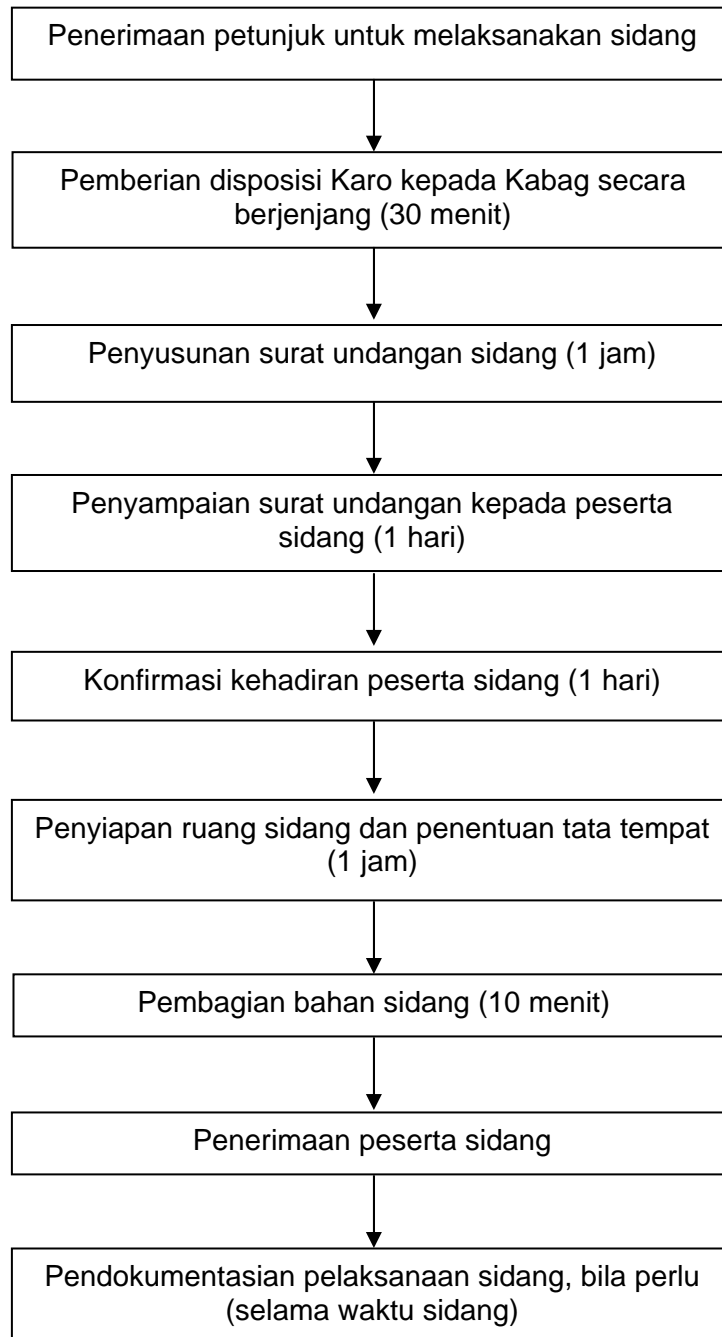 Penerimaan petunjuk untuk melaksanakan sidang
Pemberian disposisi Karo kepada Kabag secara
berjenjang (30 menit)
Penyusunan surat undangan sidang (1 jam)
Penyampaian surat undangan kepada peserta
sidang (1 hari)
Konfirmasi kehadiran peserta sidang (1 hari)
Penyiapan ruang sidang dan penentuan tata tempat
(1 jam)
Pembagian bahan sidang (10 menit)
Penerimaan peserta sidang
Pendokumentasian pelaksanaan sidang, bila perlu
(selama waktu sidang)